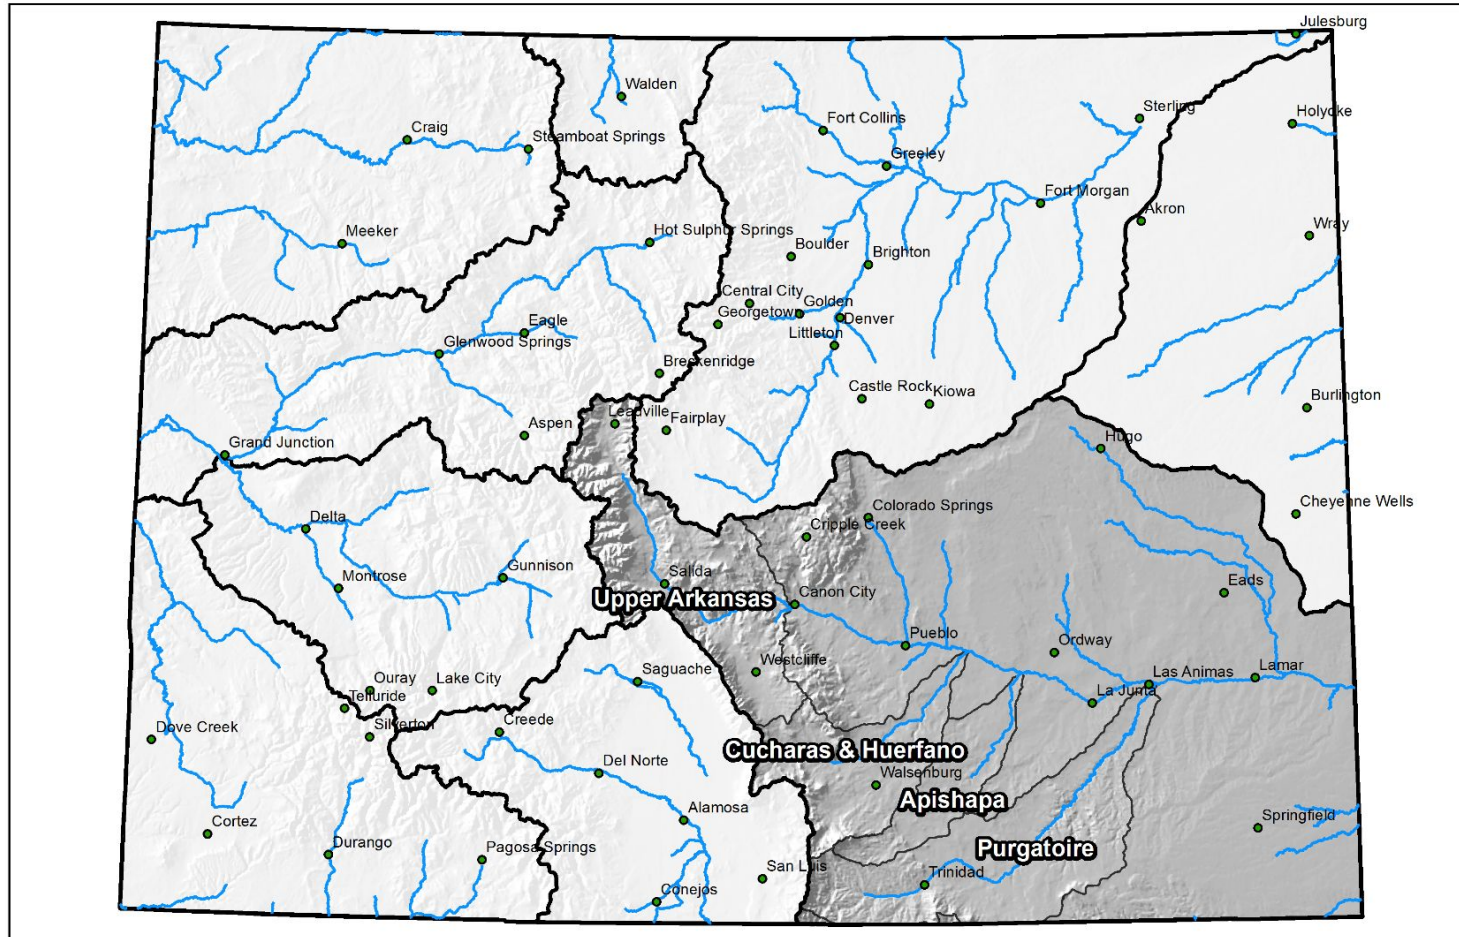 Julesburg
Walden
Sterling
Holyoke
Fort Collins
Craig
Steamboat Springs
Greeley
Fort Morgan
Akron
Wray
Meeker
Hot Sulphur Springs
Boulder
Brighton
Central City
Golden
Georgetown
Denver
Eagle
Littleton
Glenwood Springs
Breckenridge
Castle Rock
Kiowa
Burlington
Leadville
Fairplay
Aspen
Grand Junction
Hugo
Cheyenne Wells
Colorado Springs
Delta
Cripple Creek
Gunnison
Montrose
Salida
Eads
Upper Arkansas
Canon City
Pueblo
Ordway
Westcliffe
Saguache
Las Animas
Lamar
Ouray
Lake City
Telluride
La Junta
Creede
Silverton
Dove Creek
Cucharas & Huerfano
Del Norte
Walsenburg
Apishapa
Alamosa
Springfield
Cortez
Durango
Pagosa Springs
Purgatoire
San Luis
Trinidad
Conejos